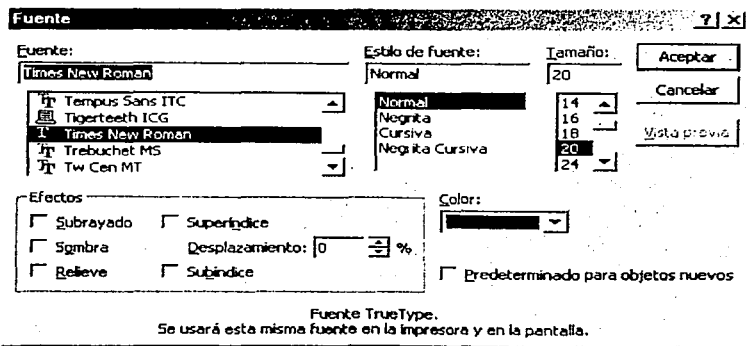 Fuente
Fuente: Estilo de fuente: Tamaño: Aceptar
Times New Roman Normal 20
Cancelar
Tempus Sans ITC Normal 14
Tigerteeth ICG Negrita 16
Times New Roman Cursiva 18 Vista previa
Trebuchet MS Negrita Cursiva 20
Tw Cen MT 24
Efectos Color:
Subrayado Superíndice
Sombra Desplazamiento: 0 %
Relieve Subíndice Predeterminado para objetos nuevos
Fuente TrueType.
Se usará esta misma fuente en la impresora y en la pantalla.